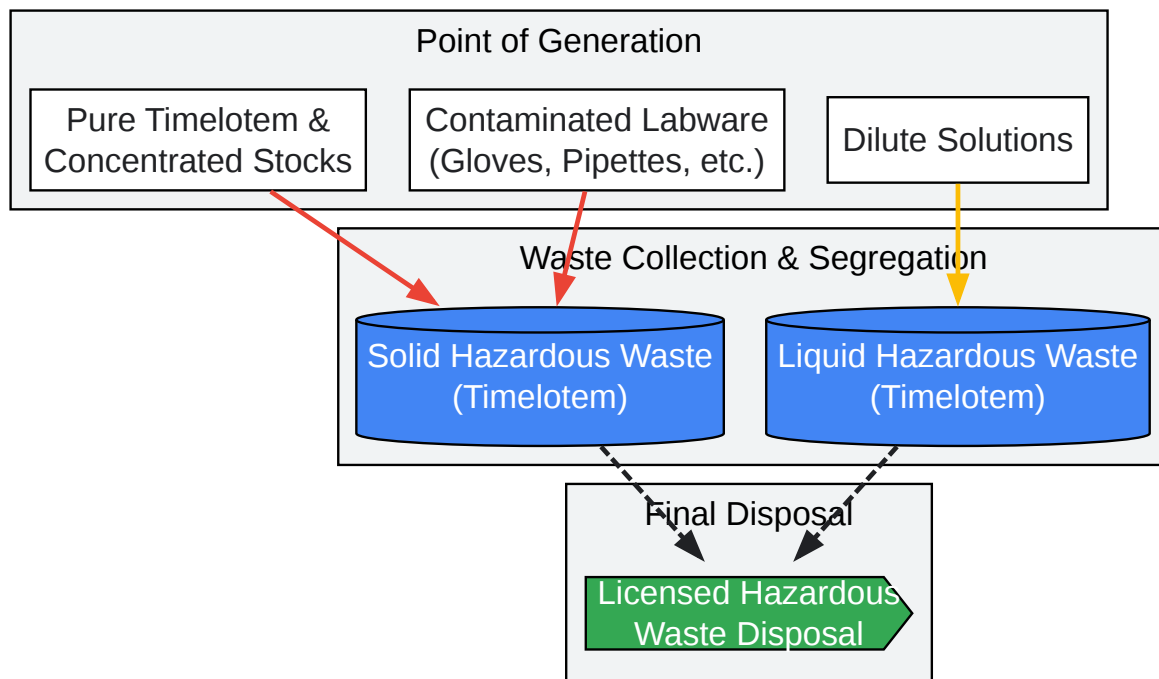 Point of Generation
Pure Timelotem &
Concentrated Stocks
Contaminated Labware
(Gloves, Pipettes, etc.)
Dilute Solutions
Waste Collection & Segregation
Solid Hazardous Waste
(Timelotem)
Liquid Hazardous Waste
(Timelotem)
Final Disposal
Licensed Hazardous
Waste Disposal